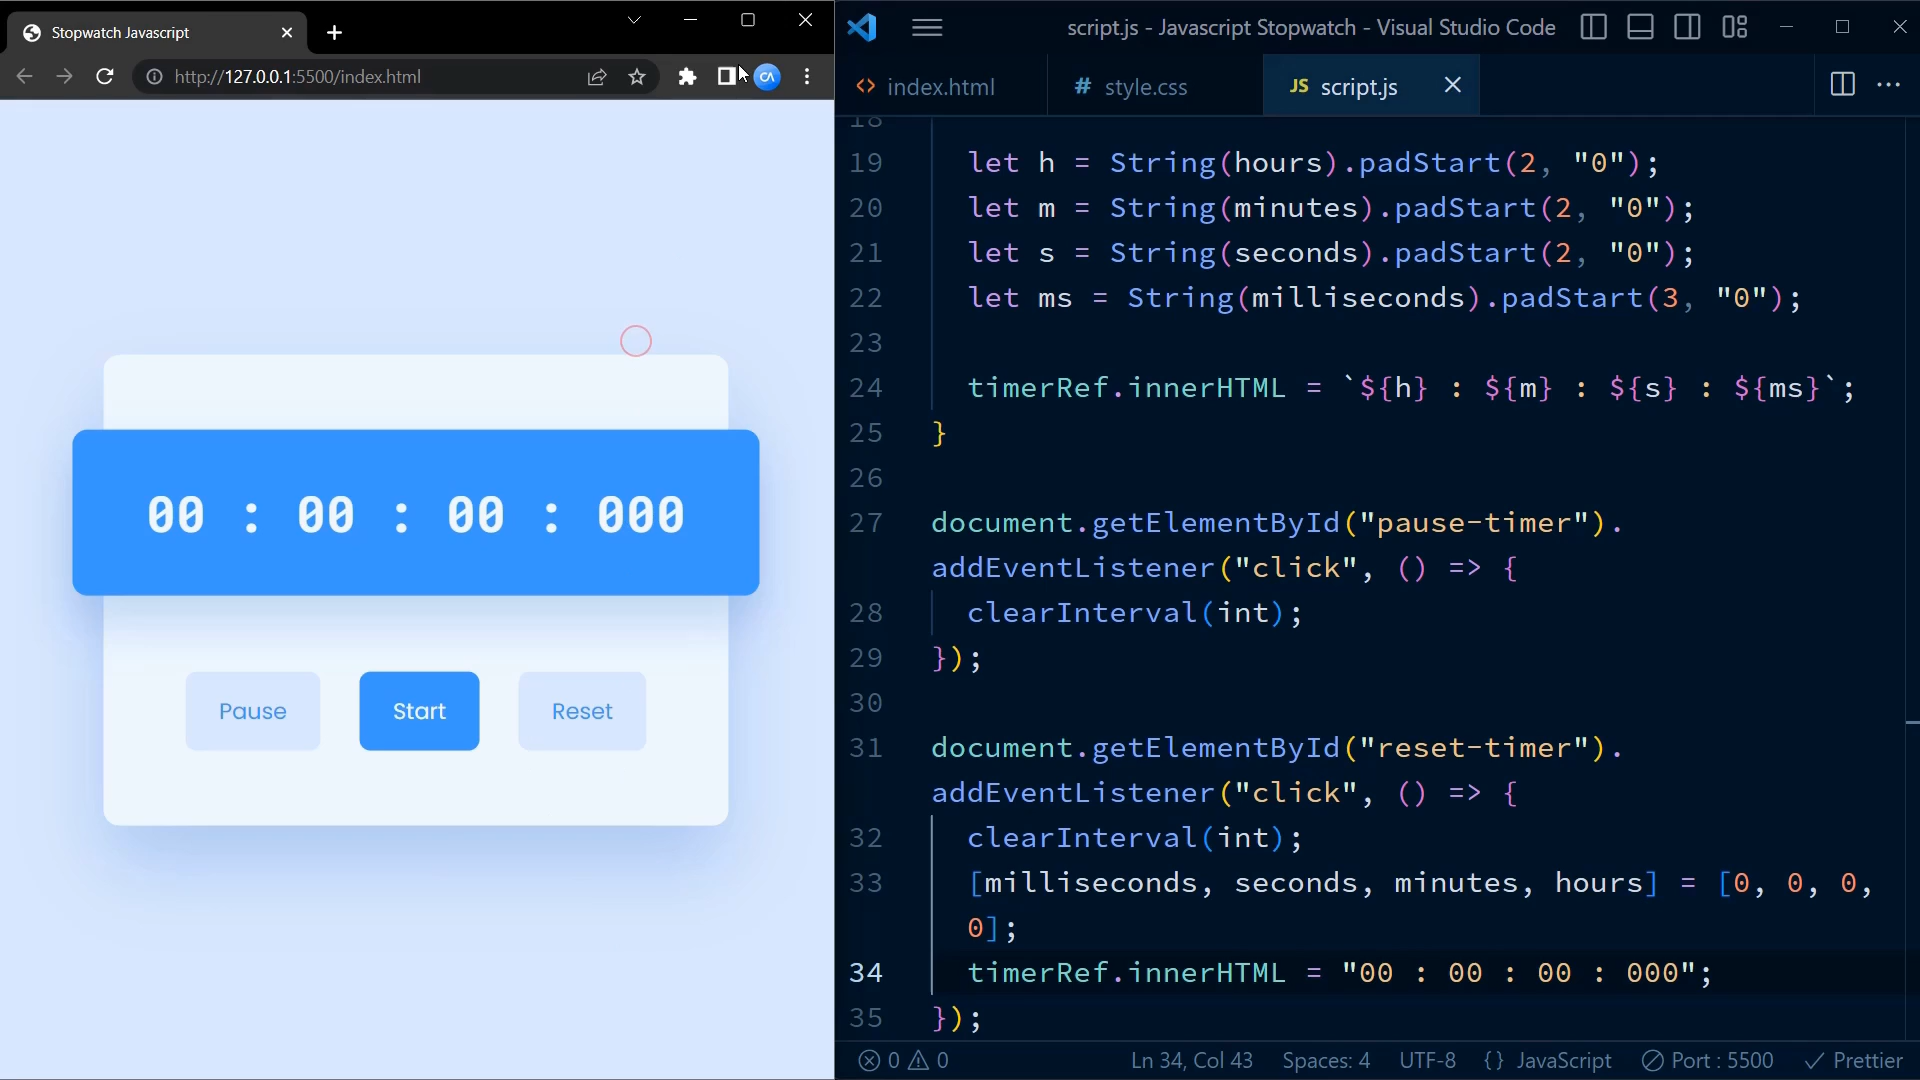 Stopwatch Javascript
http://127.0.0.1:5500/index.html
CA
00 : 00 : 00 : 000
Pause
Start
Reset
script.js - Javascript Stopwatch - Visual Studio Code
<> index.html
# style.css
JS script.js
18
19 let h = String(hours).padStart(2, "0");
20 let m = String(minutes).padStart(2, "0");
21 let s = String(seconds).padStart(2, "0");
22 let ms = String(milliseconds).padStart(3, "0");
23
24 timerRef.innerHTML = `${h} : ${m} : ${s} : ${ms}`;
25 }
26
27 document.getElementById("pause-timer").
addEventListener("click", () => {
28 clearInterval(int);
29 });
30
31 document.getElementById("reset-timer").
addEventListener("click", () => {
32 clearInterval(int);
33 [milliseconds, seconds, minutes, hours] = [0, 0, 0,
0];
34 timerRef.innerHTML = "00 : 00 : 00 : 000";
35 });
0 0
Ln 34, Col 43
Spaces: 4
UTF-8
{ } JavaScript
Port : 5500
Prettier